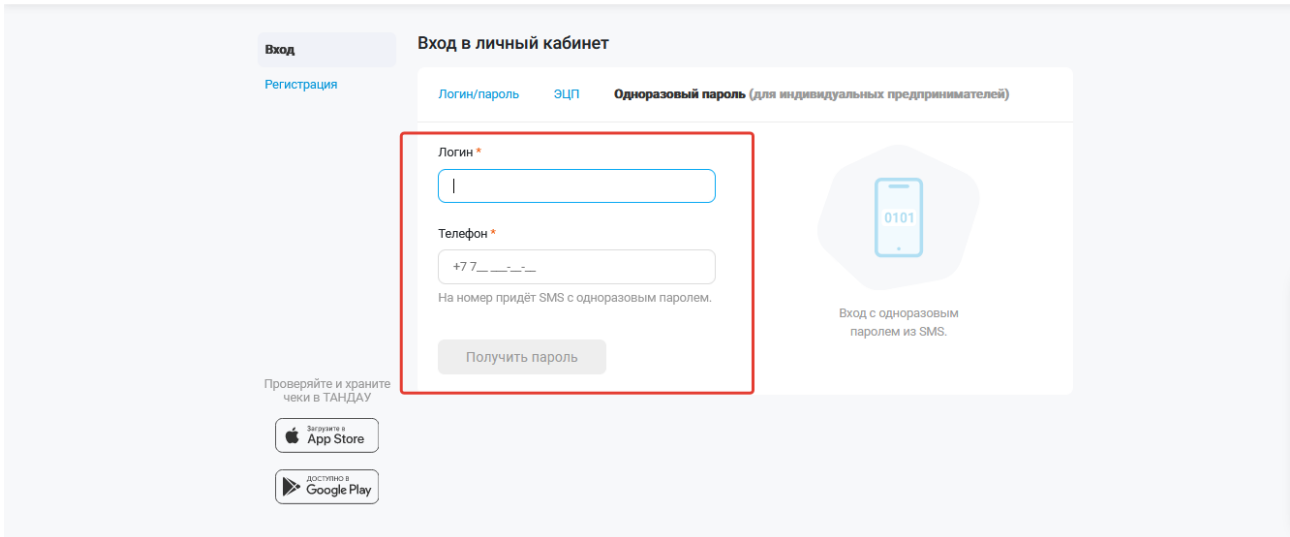 Вход
Регистрация
Вход в личный кабинет
Логин/пароль ЭЦП Одноразовый пароль (для индивидуальных предпринимателей)
Логин *
Телефон *
+7 7__ ___-__-__
На номер придёт SMS с одноразовым паролем.
Получить пароль
0101
Вход с одноразовым
паролем из SMS.
Проверяйте и храните
чеки в ТАНДАУ
Загрузите в
App Store
ДОСТУПНО В
Google Play